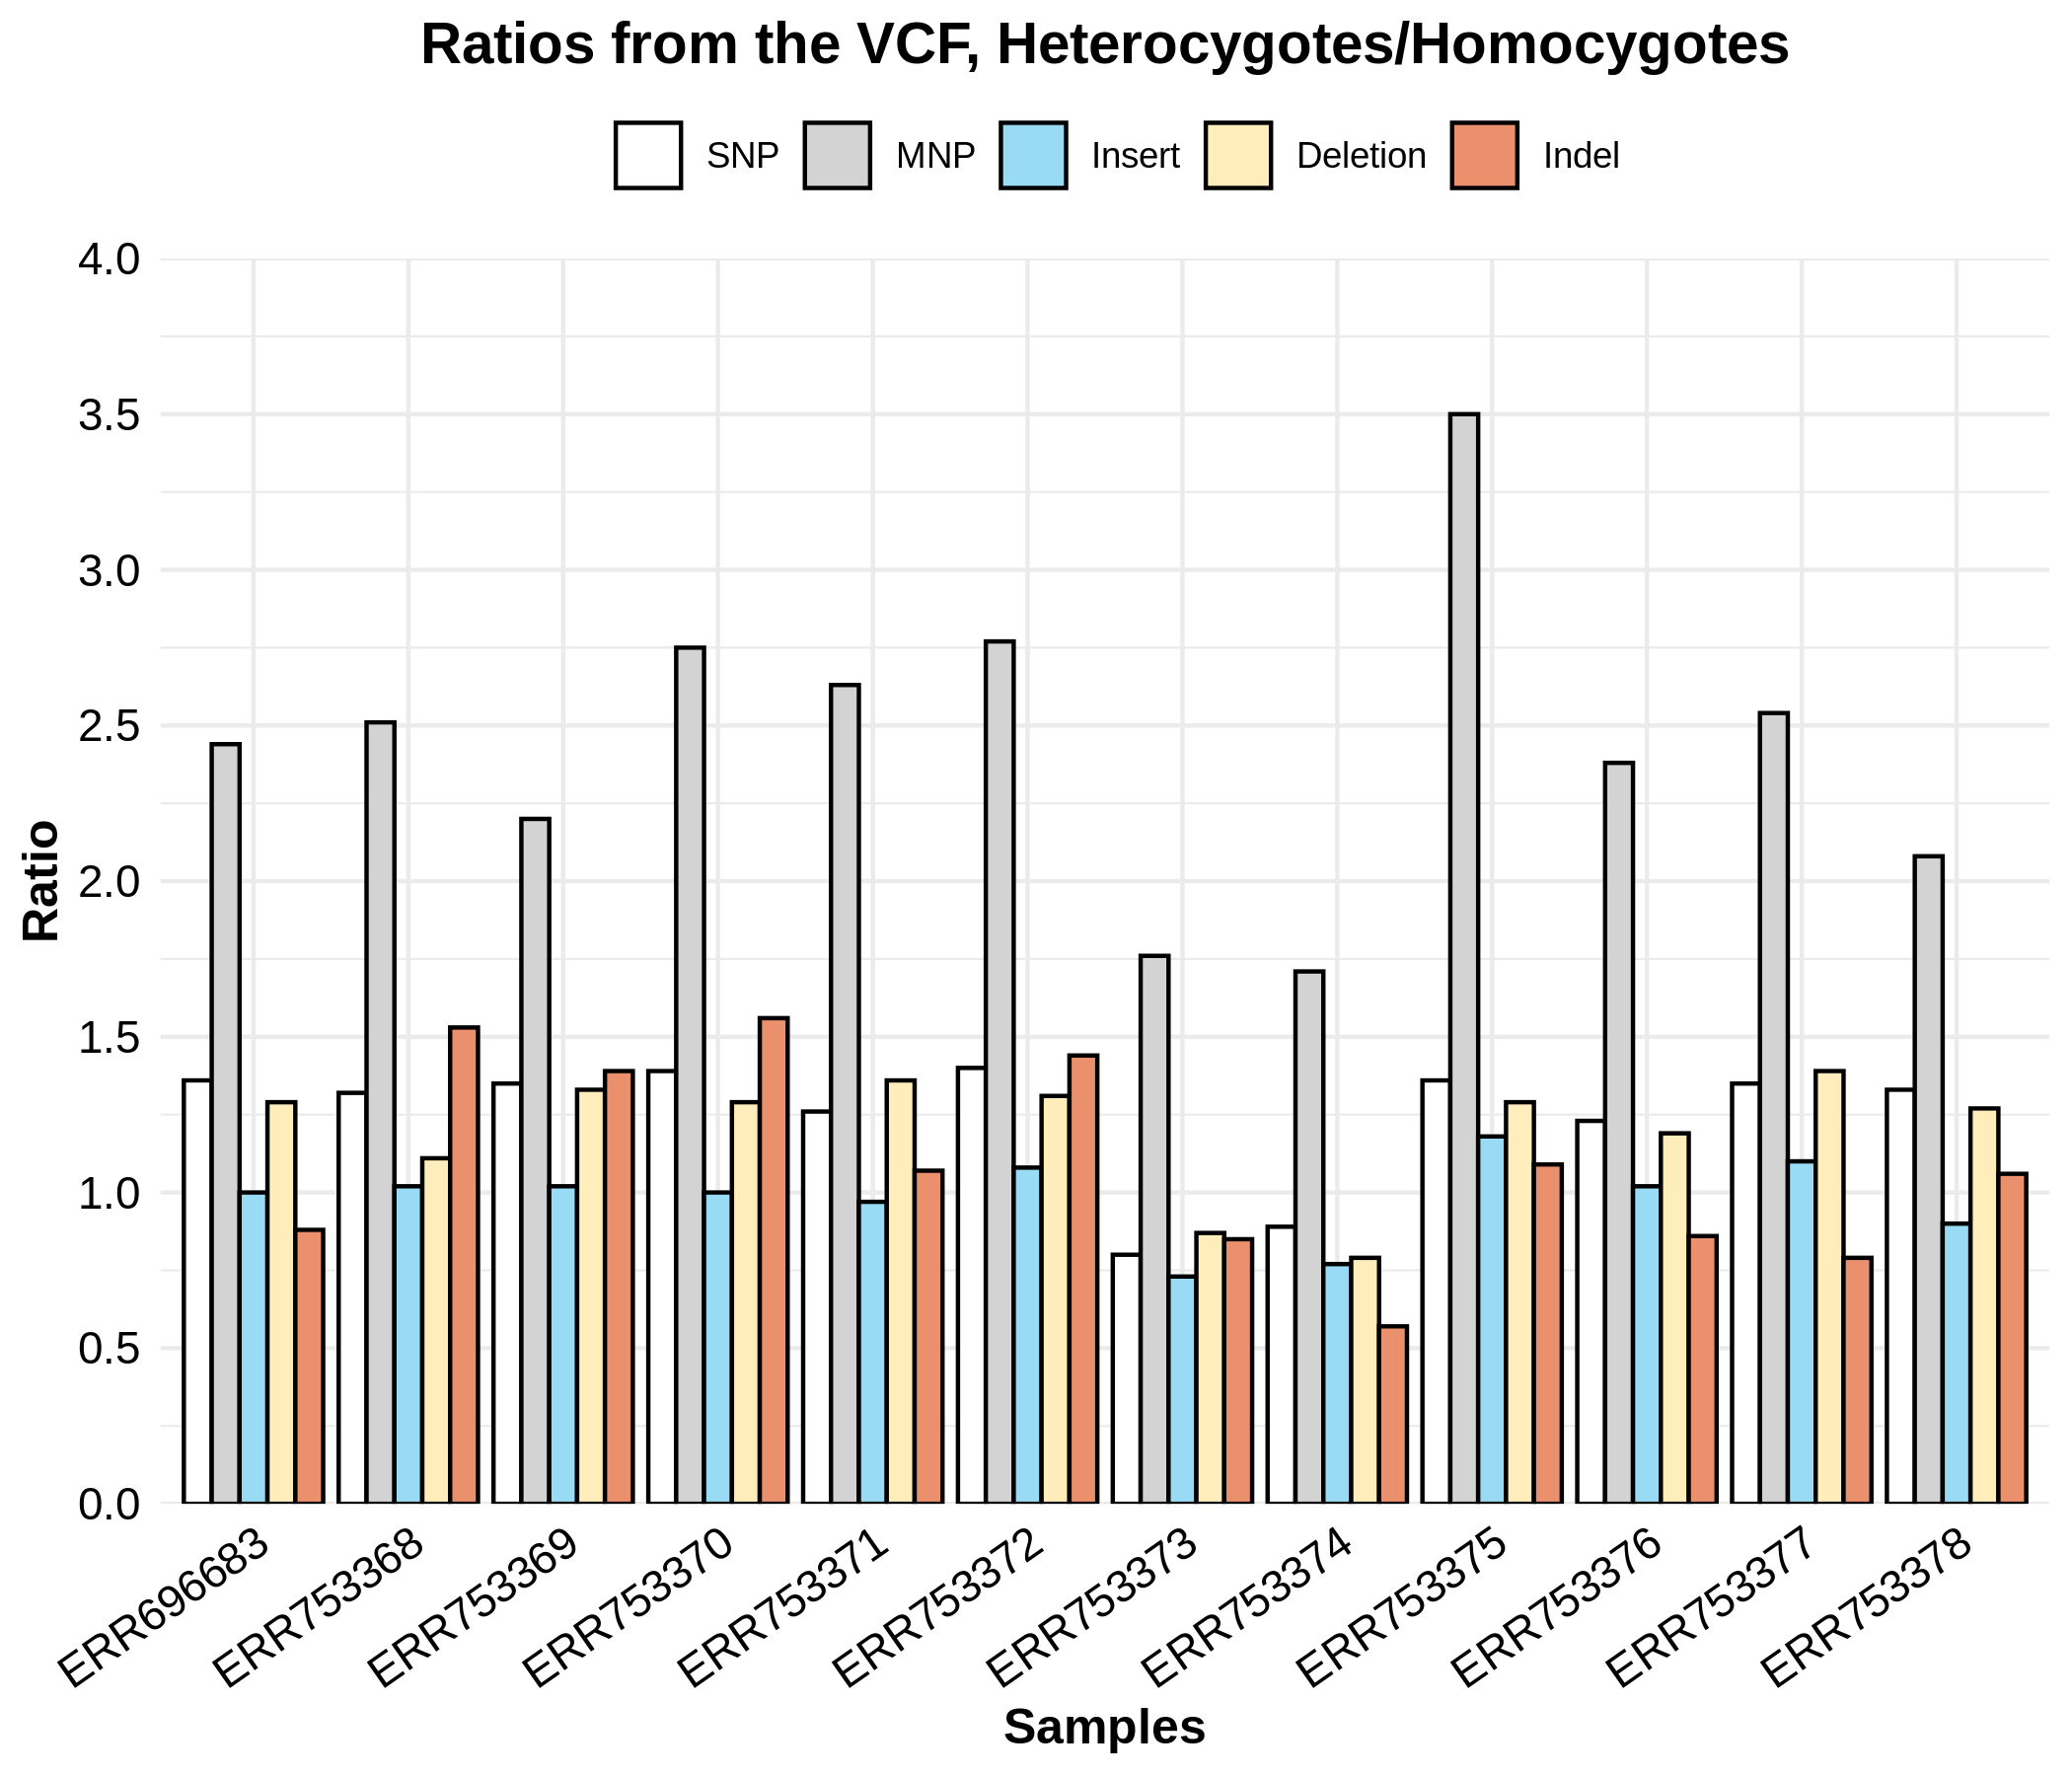 Ratios from the VCF, Heterocygotes/Homocygotes
SNP MNP Insert Deletion Indel
4.0
3.5
3.0
2.5
2.0
1.5
1.0
0.5
0.0
Ratio
ERR696683 ERR753368 ERR753369 ERR753370 ERR753371 ERR753372 ERR753373 ERR753374 ERR753375 ERR753376 ERR753377 ERR753378
Samples